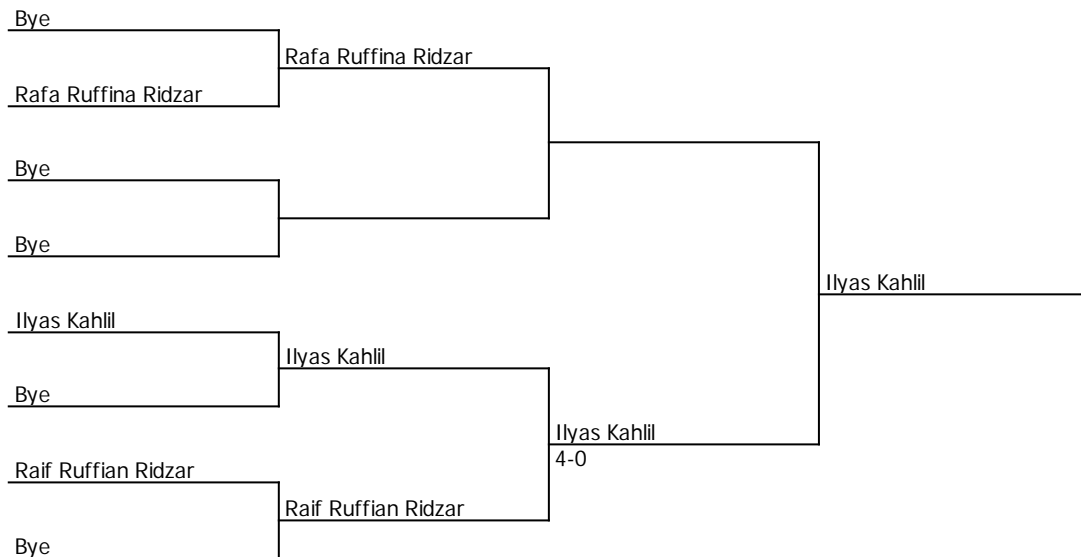 Bye
Rafa Ruffina Ridzar
Rafa Ruffina Ridzar
Bye
Bye
Ilyas Kahlil
Ilyas Kahlil
Ilyas Kahlil
Bye
Ilyas Kahlil
4-0
Raif Ruffian Ridzar
Raif Ruffian Ridzar
Bye